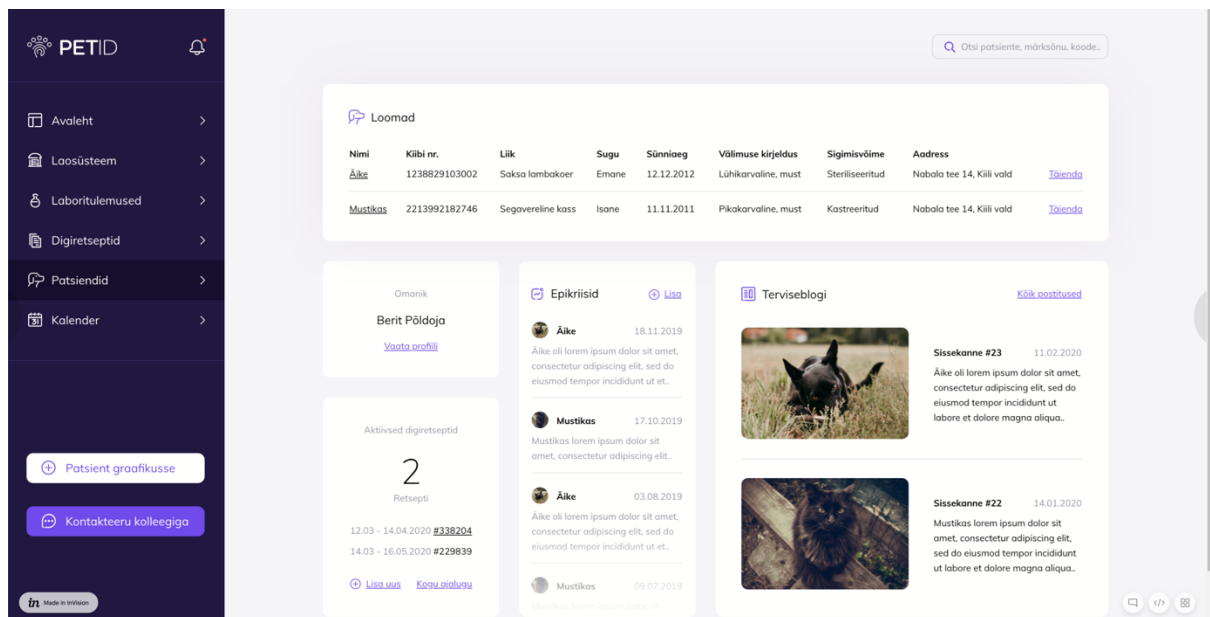 PETID
Avaleht
Laosüsteem
Laboritulemused
Digiretseptid
Patsiendid
Kalender
Patsient graafikusse
Kontakteeru kolleegiga
in Made in InVision
Otsi patsiente, märksõnu, koode..
Loomad
Nimi Kiibi nr. Liik Sugu Sünniaeg Välimuse kirjeldus Sigimisvõime Aadress
Äike 1238829103002 Saksa lambakoer Emane 12.12.2012 Lühikarvaline, must Steriliseeritud Nabala tee 14, Kiili vald Täienda
Mustikas 2213992182746 Segavereline kass Isane 11.11.2011 Pikakarvaline, must Kastreeritud Nabala tee 14, Kiili vald Täienda
Omanik
Berit Põldoja
Vaata profiili
Aktiivsed digiretseptid
2
Retsepti
12.03 - 14.04.2020 #338204
14.03 - 16.05.2020 #229839
Lisa uus Kogu ajalugu
Epikriisid Lisa
Äike 18.11.2019
Äike oli lorem ipsum dolor sit amet,
consectetur adipiscing elit, sed do
eiusmod tempor incididunt ut et..
Mustikas 17.10.2019
Mustikas lorem ipsum dolor sit
amet, consectetur adipiscing elit..
Äike 03.08.2019
Äike oli lorem ipsum dolor sit amet,
consectetur adipiscing elit, sed do
eiusmod tempor incididunt ut et..
Mustikas 09.07.2019
Mustikas lorem ipsum dolor sit
Terviseblogi Kõik postitused
Sissekanne #23 11.02.2020
Äike oli lorem ipsum dolor sit amet,
consectetur adipiscing elit, sed do
eiusmod tempor incididunt ut
labore et dolore magna aliqua..
Sissekanne #22 14.01.2020
Mustikas lorem ipsum dolor sit
amet, consectetur adipiscing elit,
sed do eiusmod tempor incididunt
ut labore et dolore magna aliqua..